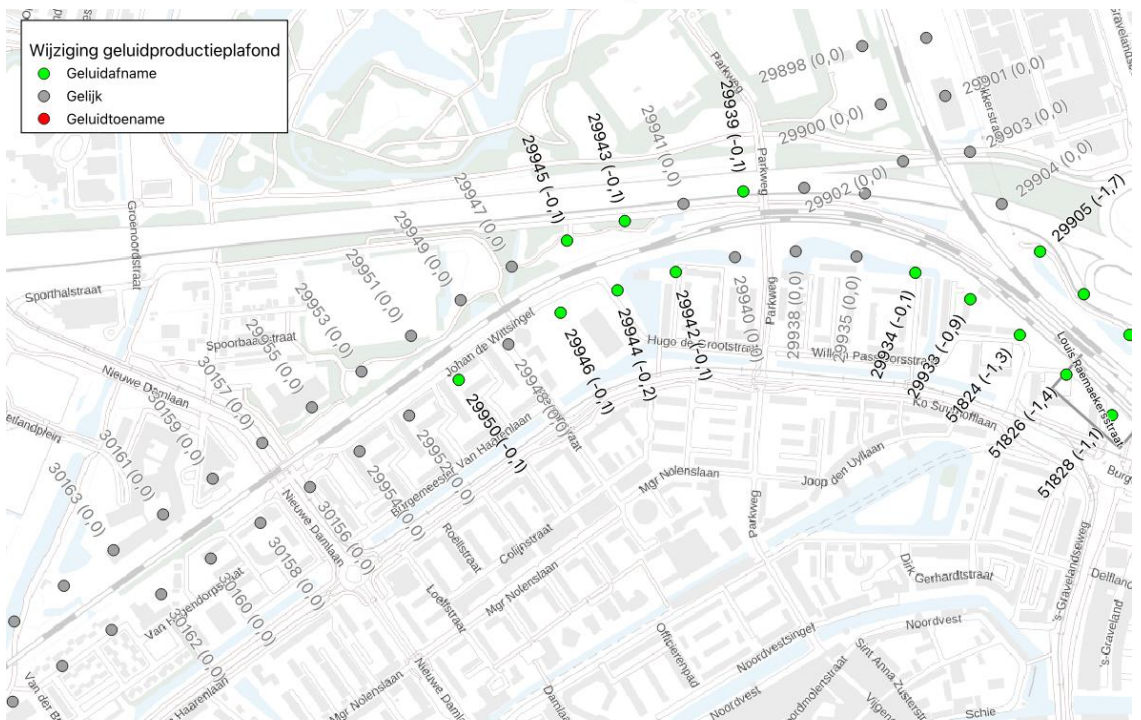 Wijziging geluidproductieplafond
Geluidafname
Gelijk
Geluidtoename
Parkweg
29898 (0,0)
29901 (0,0)
29900 (0,0)
29903 (0,0)
29939 (-0,1)
29941 (0,0)
29943 (-0,1)
29945 (-0,1)
Parkweg
29902 (0,0)
29904 (0,0)
29905 (-1,7)
29947 (0,0)
29949 (0,0)
29951 (0,0)
29953 (0,0)
29955 (0,0)
Groenoordstraat
Sporthalstraat
Spoorbaanstraat
Johan de Wittsingel
Nieuwe Damlaan
30157 (0,0)
30159 (0,0)
30161 (0,0)
30163 (0,0)
29946 (-0,1)
29944 (-0,2)
29942 (-0,1)
29940 (0,0)
Parkweg
29938 (0,0)
29935 (0,0)
29934 (-0,1)
29933 (-0,9)
51824 (-1,3)
51826 (-1,4)
51828 (-1,1)
Louis Raemaekersstraat
Hugo de Grootstraat
29948 (0,0)
29950 (-0,1)
29952 (0,0)
29954 (0,0)
Burgemeester Van Haarenlaan
Mgr Nolenslaan
Joop den Uyllaan
Parkweg
30156 (0,0)
30158 (0,0)
30160 (0,0)
30162 (0,0)
Nieuwe Damlaan
Roëllstraat
Colijnstraat
Mgr Nolenslaan
Loeffstraat
Dirk
Gerhardtstraat
's-Gravelandseweg
Noordvest
Noordvestsingel
Officierenpad
Nieuwe Damlaan
Mgr Nolenslaan
Noordvest
Schie